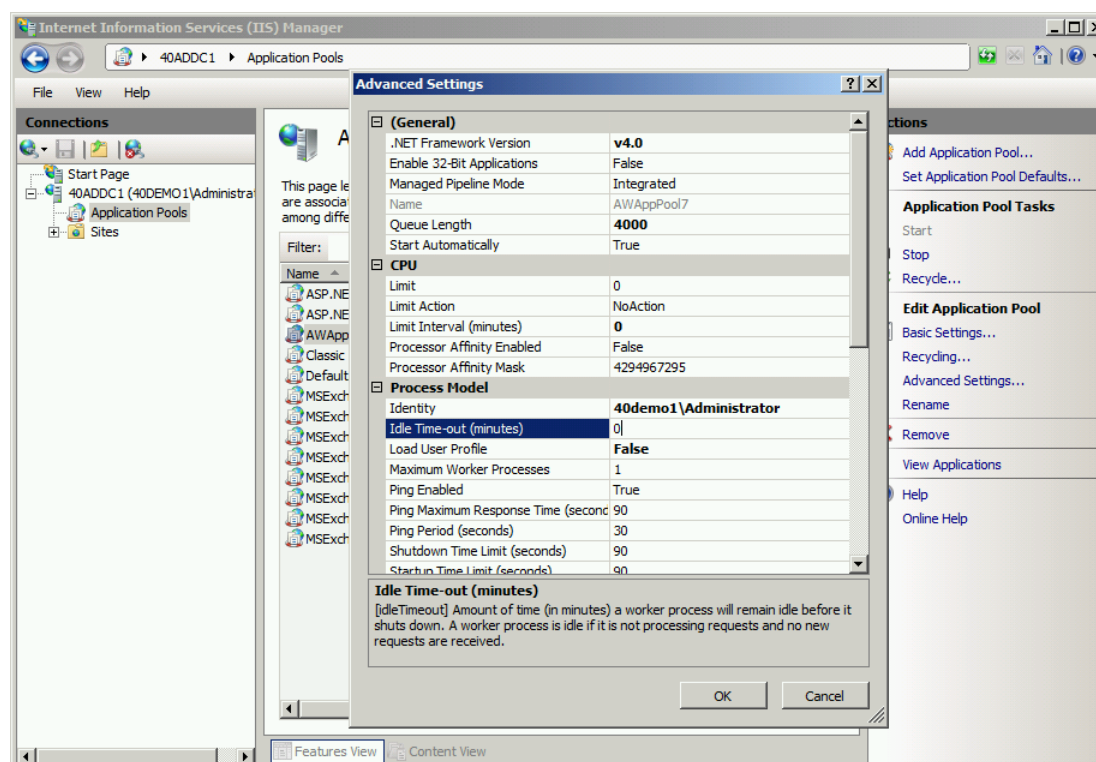 Internet Information Services (IIS) Manager
40ADDC1 Application Pools
File View Help
Connections
Start Page
40ADDC1 (40DEMO1\Administrat
Application Pools
Sites
A
This page le
are associat
among diffe
Filter:
Name
ASP.NE
ASP.NE
AWApp
Classic
Default
MSExch
MSExch
MSExch
MSExch
MSExch
MSExch
MSExch
MSExch
Features View Content View
Advanced Settings
(General)
.NET Framework Version v4.0
Enable 32-Bit Applications False
Managed Pipeline Mode Integrated
Name AWAppPool7
Queue Length 4000
Start Automatically True
CPU
Limit 0
Limit Action NoAction
Limit Interval (minutes) 0
Processor Affinity Enabled False
Processor Affinity Mask 4294967295
Process Model
Identity 40demo1\Administrator
Idle Time-out (minutes) 0
Load User Profile False
Maximum Worker Processes 1
Ping Enabled True
Ping Maximum Response Time (second 90
Ping Period (seconds) 30
Shutdown Time Limit (seconds) 90
Startup Time Limit (seconds) 90
Idle Time-out (minutes)
[idleTimeout] Amount of time (in minutes) a worker process will remain idle before it
shuts down. A worker process is idle if it is not processing requests and no new
requests are received.
OK Cancel
ctions
Add Application Pool...
Set Application Pool Defaults...
Application Pool Tasks
Start
Stop
Recycle...
Edit Application Pool
Basic Settings...
Recycling...
Advanced Settings...
Rename
Remove
View Applications
Help
Online Help